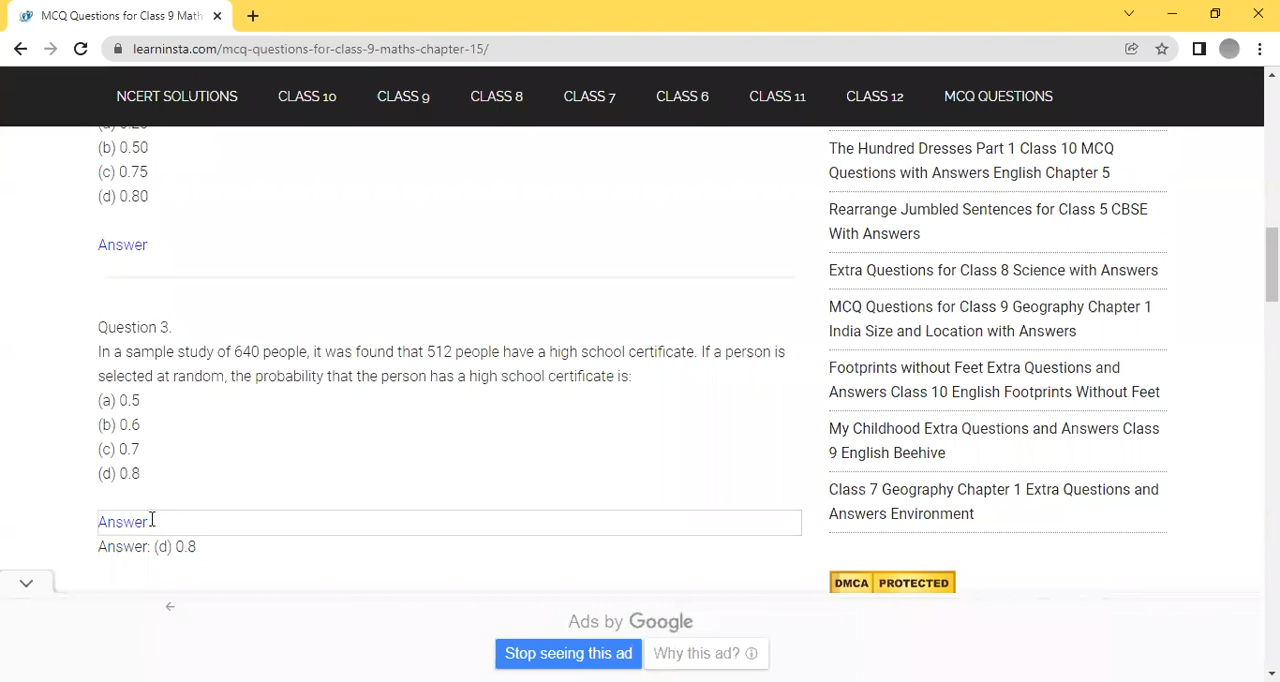 MCQ Questions for Class 9 Math
learninsta.com/mcq-questions-for-class-9-maths-chapter-15/
NCERT SOLUTIONS CLASS 10 CLASS 9 CLASS 8 CLASS 7 CLASS 6 CLASS 11 CLASS 12 MCQ QUESTIONS
(b) 0.50
(c) 0.75
(d) 0.80
Answer
Question 3.
In a sample study of 640 people, it was found that 512 people have a high school certificate. If a person is
selected at random, the probability that the person has a high school certificate is:
(a) 0.5
(b) 0.6
(c) 0.7
(d) 0.8
Answer
Answer: (d) 0.8
The Hundred Dresses Part 1 Class 10 MCQ
Questions with Answers English Chapter 5
Rearrange Jumbled Sentences for Class 5 CBSE
With Answers
Extra Questions for Class 8 Science with Answers
MCQ Questions for Class 9 Geography Chapter 1
India Size and Location with Answers
Footprints without Feet Extra Questions and
Answers Class 10 English Footprints Without Feet
My Childhood Extra Questions and Answers Class
9 English Beehive
Class 7 Geography Chapter 1 Extra Questions and
Answers Environment
DMCA PROTECTED
Ads by Google
Stop seeing this ad Why this ad?